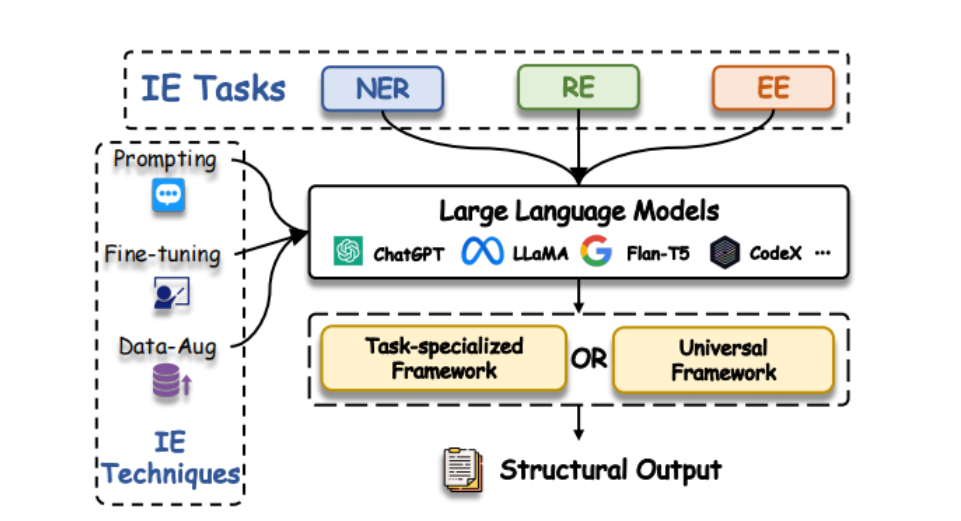 IE Tasks
NER
RE
EE
Prompting
Fine-tuning
Data-Aug
IE
Techniques
Large Language Models
ChatGPT
LLaMA
Flan-T5
CodeX ...
Task-specialized
Framework
OR
Universal
Framework
Structural Output